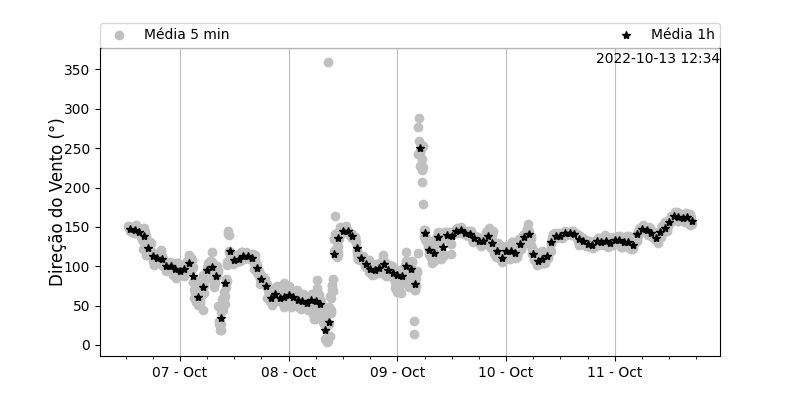 Média 5 min
Média 1h
2022-10-13 12:34
Direção do Vento (°)
350
300
250
200
150
100
50
0
07 - Oct
08 - Oct
09 - Oct
10 - Oct
11 - Oct